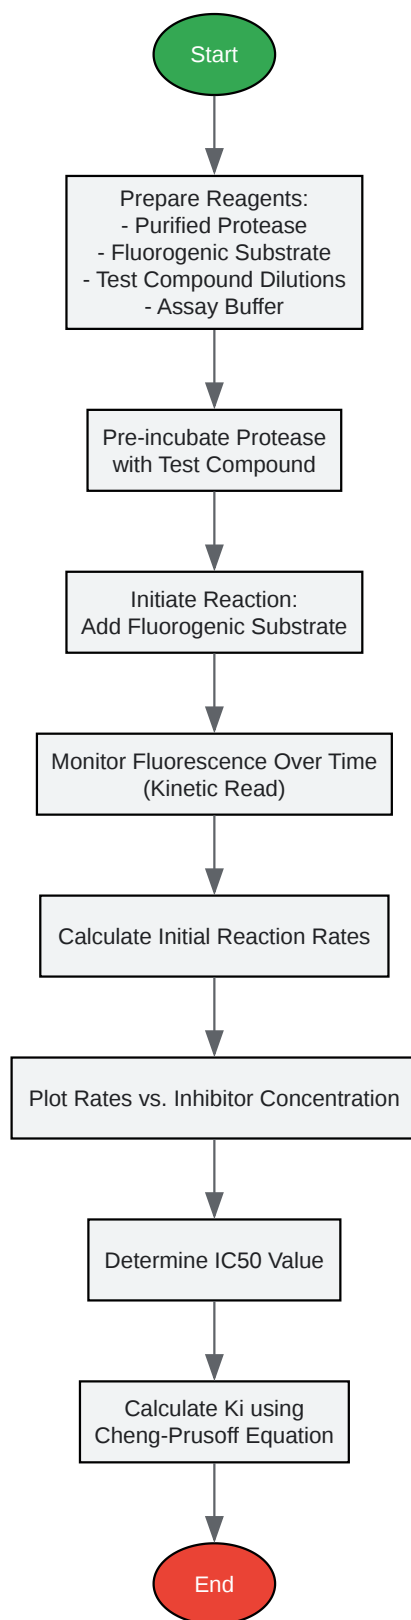 Start
Prepare Reagents:
- Purified Protease
- Fluorogenic Substrate
- Test Compound Dilutions
- Assay Buffer
Pre-incubate Protease
with Test Compound
Initiate Reaction:
Add Fluorogenic Substrate
Monitor Fluorescence Over Time
(Kinetic Read)
Calculate Initial Reaction Rates
Plot Rates vs. Inhibitor Concentration
Determine IC50 Value
Calculate Ki using
Cheng-Prusoff Equation
End